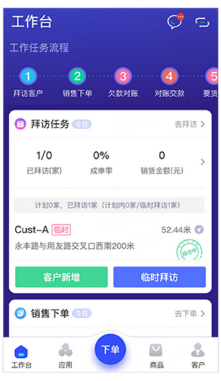 工作台
工作任务流程
1 2 3 4 5
拜访客户 销售下单 欠款对账 对账交款 要货
拜访任务 今日 去拜访 >
1/0 0% 0
已拜访(家) 成单率 销货金额(元)
计划0家，已拜访1家（计划内0家/临时拜访1家）
Cust-A 临时 52.44米
永丰路与用友路交叉口西南200米
客户新增 临时拜访
销售下单 今日 去下单 >
工作台 应用 下单 商品 客户